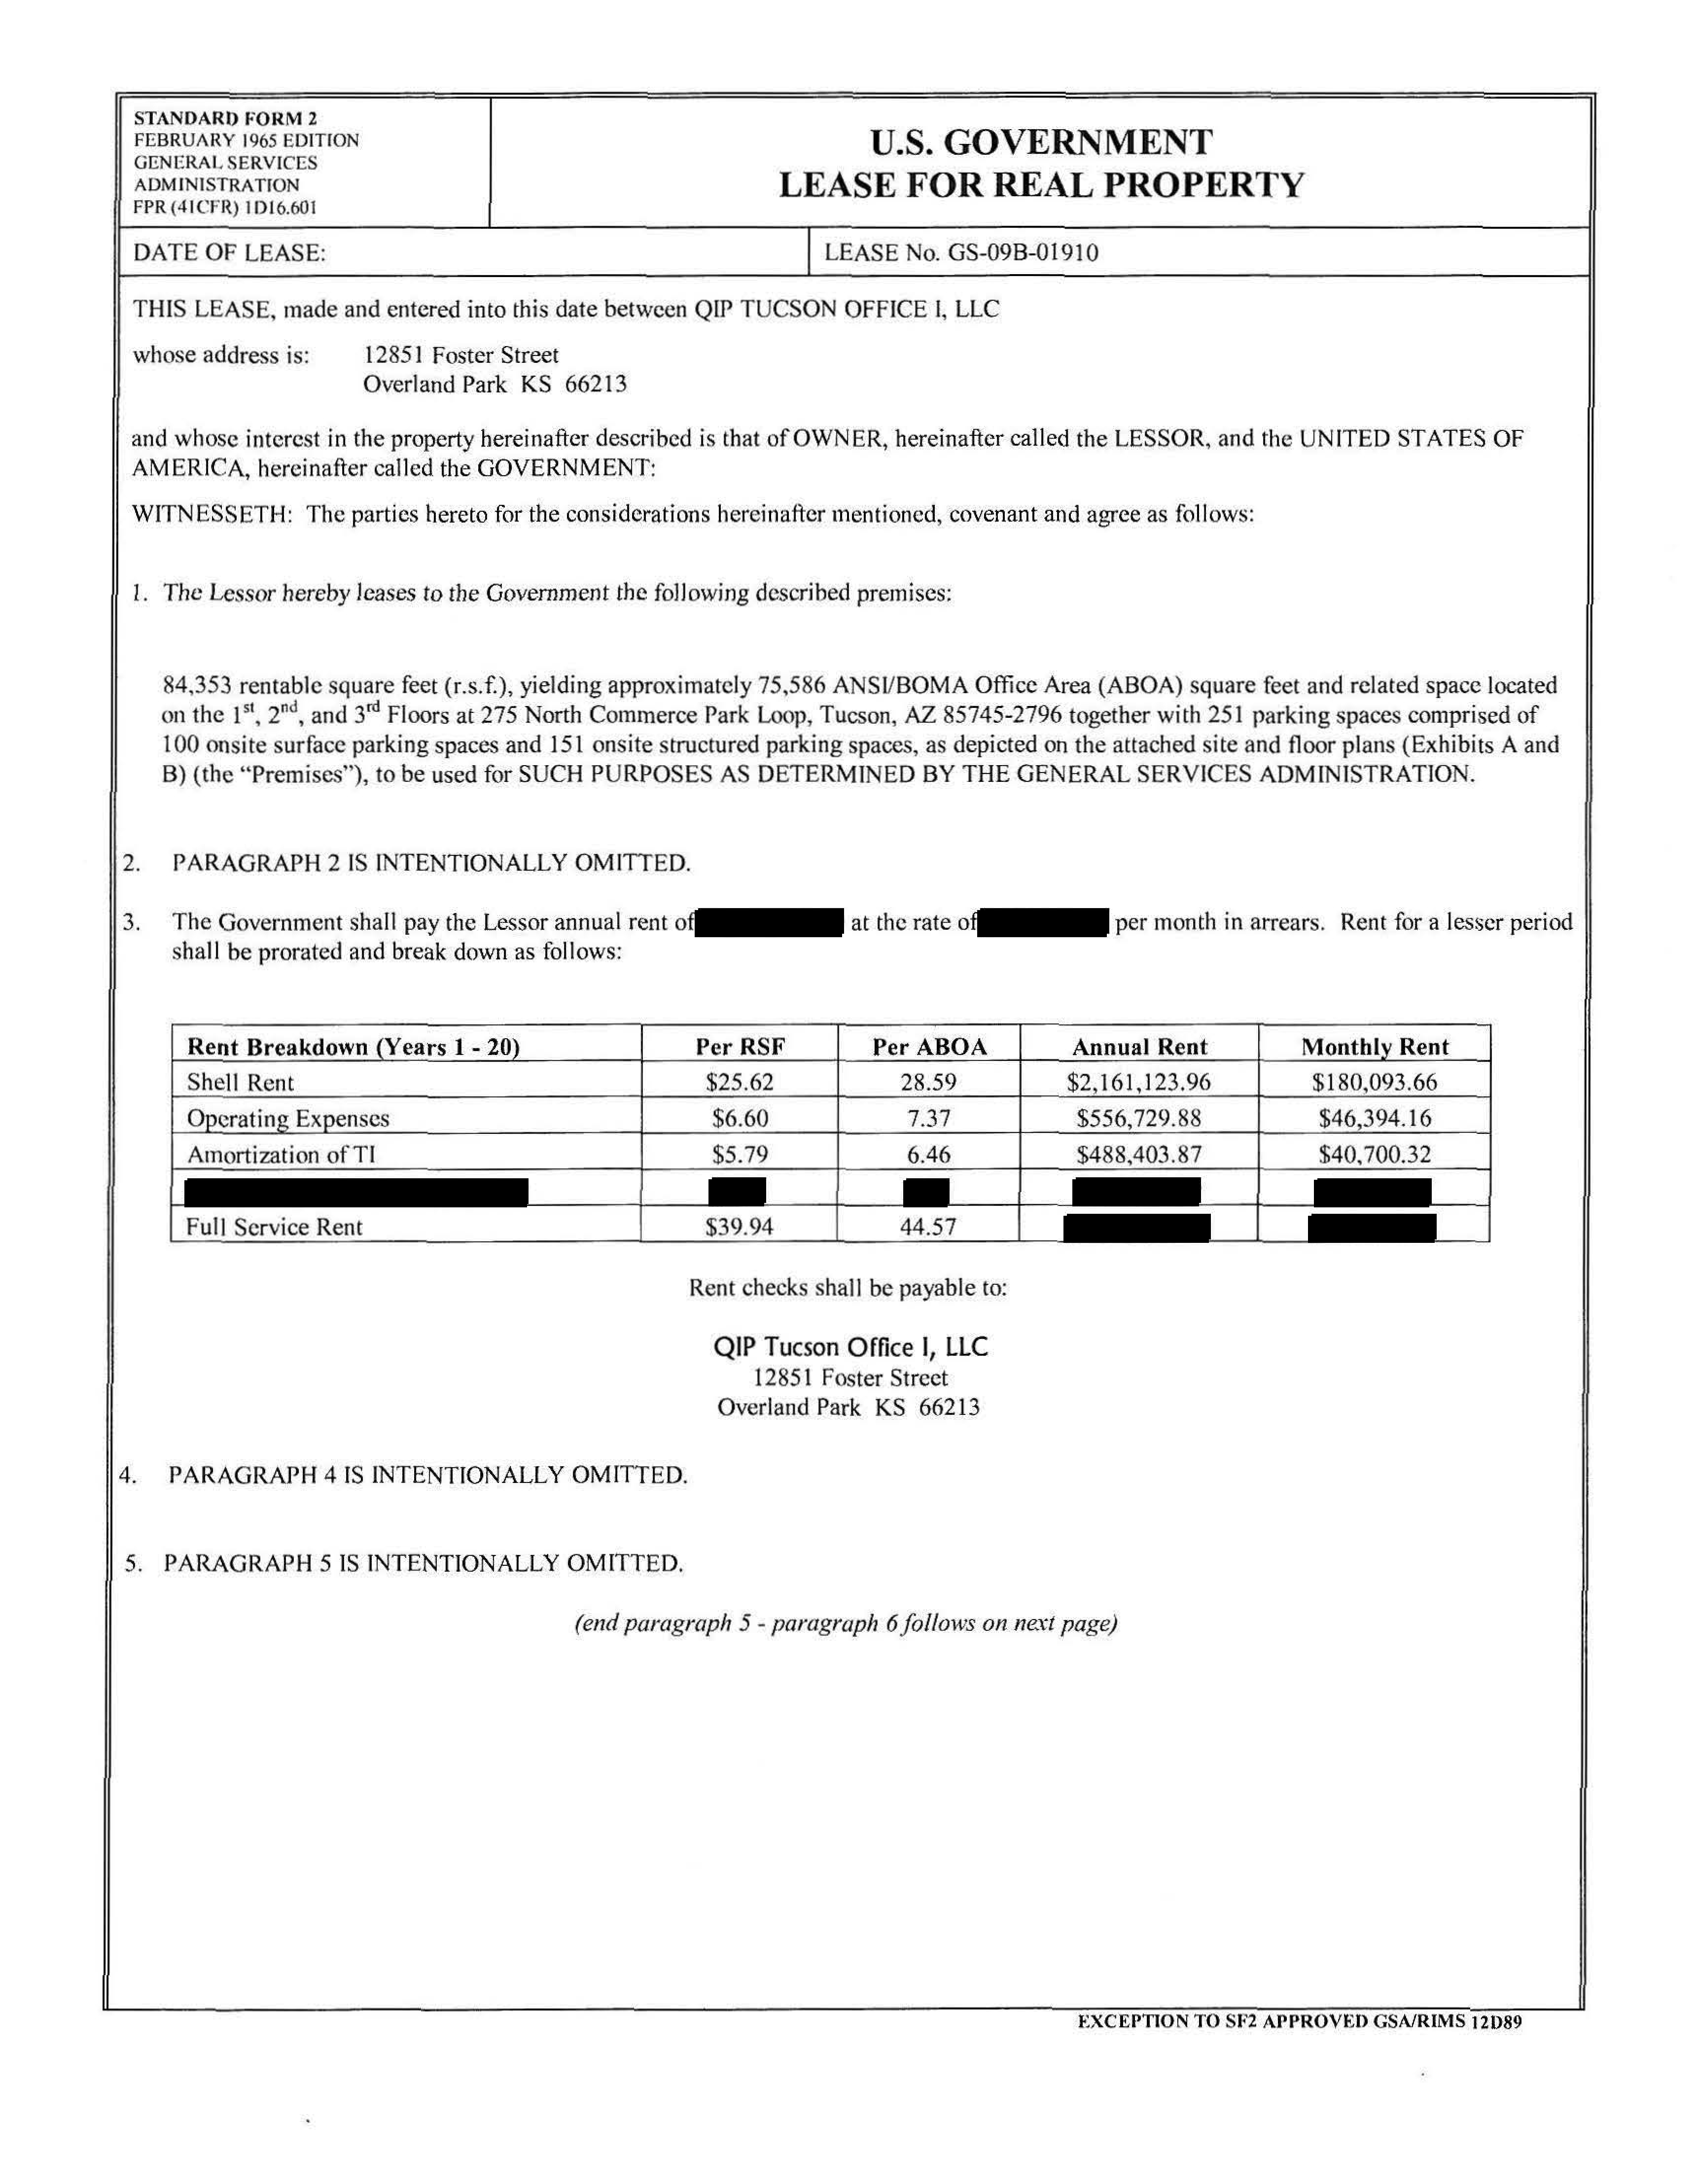 STANDARD FORM 2
FEBRUARY 1965 EDITION
GENERAL SERVICES
ADMINISTRATION
FPR (41CFR) 1D16.601
U.S. GOVERNMENT
LEASE FOR REAL PROPERTY
DATE OF LEASE:
LEASE No. GS-09B-01910
THIS LEASE, made and entered into this date between QIP TUCSON OFFICE I, LLC
whose address is: 12851 Foster Street
Overland Park KS 66213
and whose interest in the property hereinafter described is that of OWNER, hereinafter called the LESSOR, and the UNITED STATES OF
AMERICA, hereinafter called the GOVERNMENT:
WITNESSETH: The parties hereto for the considerations hereinafter mentioned, covenant and agree as follows:
1. The Lessor hereby leases to the Government the following described premises:
84,353 rentable square feet (r.s.f.), yielding approximately 75,586 ANSI/BOMA Office Area (ABOA) square feet and related space located
on the 1st, 2nd, and 3rd Floors at 275 North Commerce Park Loop, Tucson, AZ 85745-2796 together with 251 parking spaces comprised of
100 onsite surface parking spaces and 151 onsite structured parking spaces, as depicted on the attached site and floor plans (Exhibits A and
B) (the “Premises”), to be used for SUCH PURPOSES AS DETERMINED BY THE GENERAL SERVICES ADMINISTRATION.
2. PARAGRAPH 2 IS INTENTIONALLY OMITTED.
3. The Government shall pay the Lessor annual rent of at the rate of per month in arrears. Rent for a lesser period
shall be prorated and break down as follows:
Rent Breakdown (Years 1 - 20) Per RSF Per ABOA Annual Rent Monthly Rent
Shell Rent $25.62 28.59 $2,161,123.96 $180,093.66
Operating Expenses $6.60 7.37 $556,729.88 $46,394.16
Amortization of TI $5.79 6.46 $488,403.87 $40,700.32
Full Service Rent $39.94 44.57
Rent checks shall be payable to:
QIP Tucson Office I, LLC
12851 Foster Street
Overland Park KS 66213
4. PARAGRAPH 4 IS INTENTIONALLY OMITTED.
5. PARAGRAPH 5 IS INTENTIONALLY OMITTED.
(end paragraph 5 - paragraph 6 follows on next page)
EXCEPTION TO SF2 APPROVED GSA/RIMS 12D89